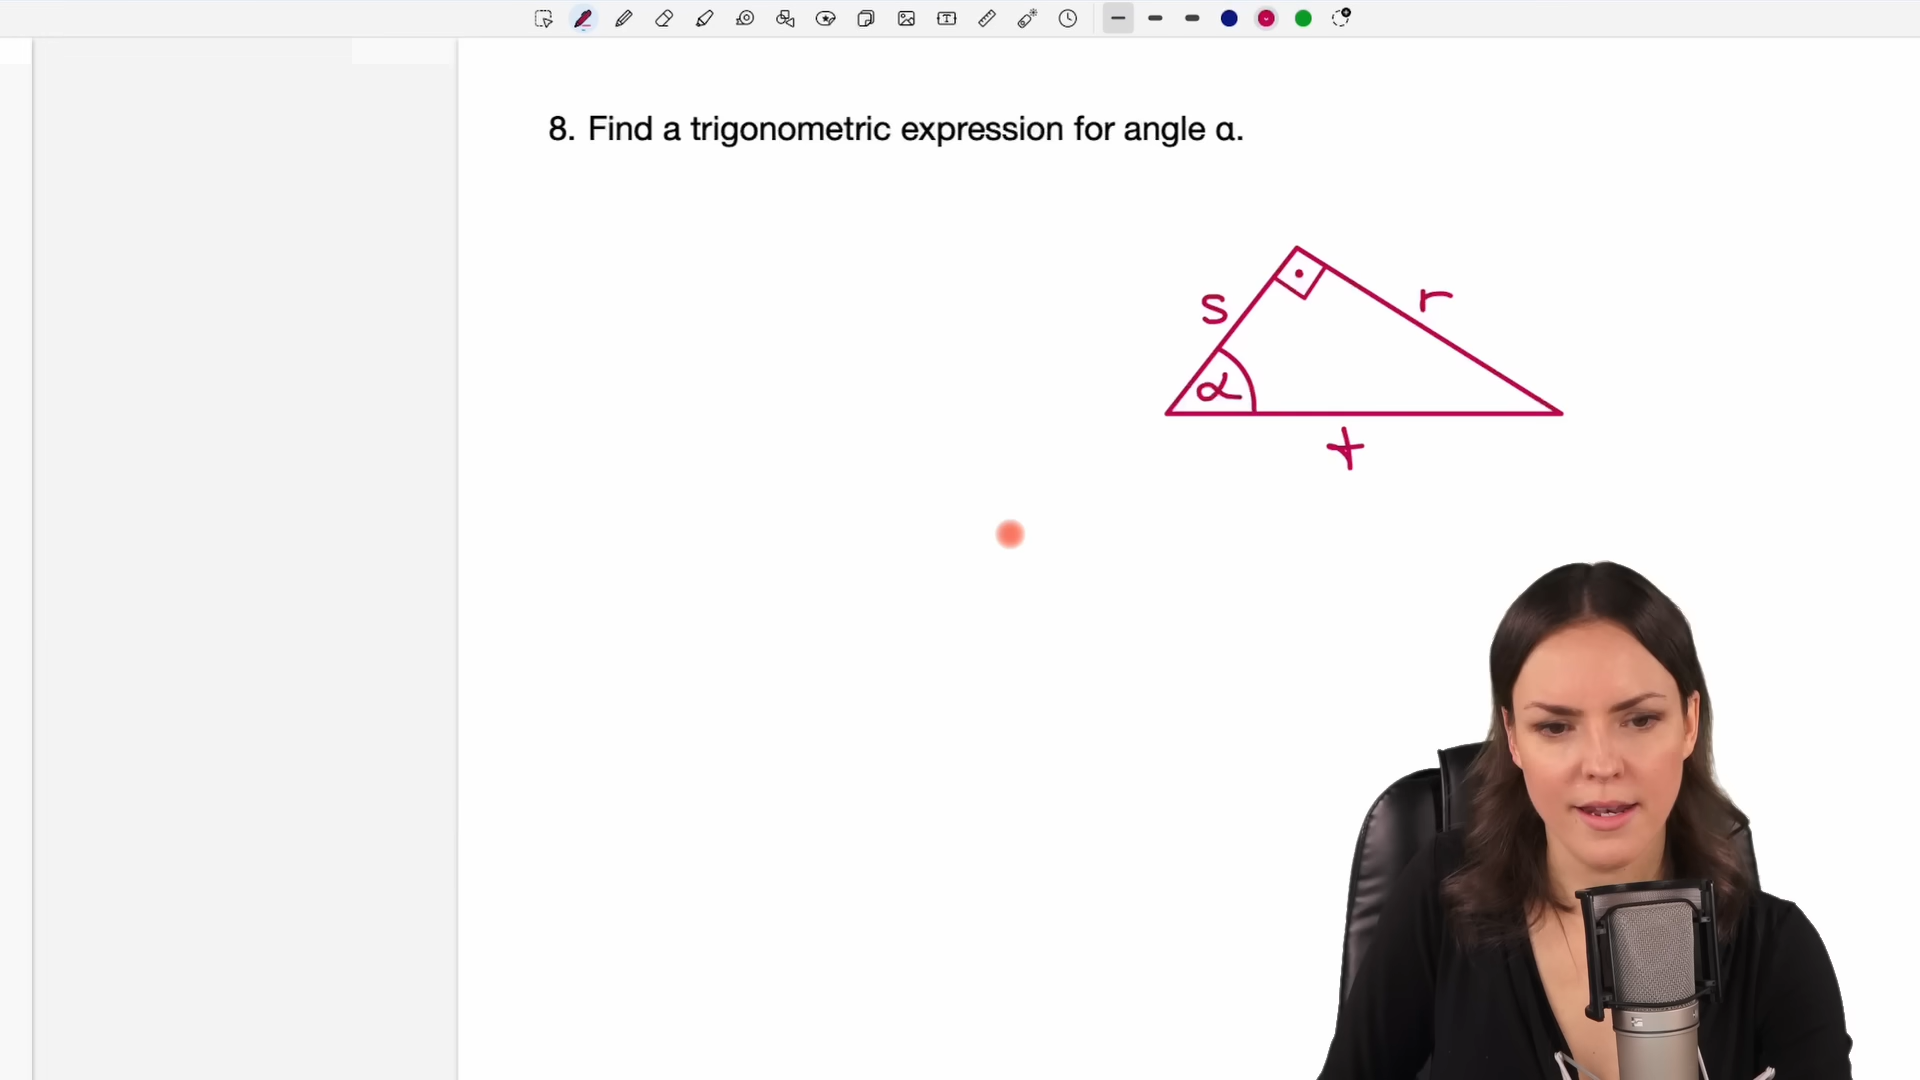 8. Find a trigonometric expression for angle α.
s
r
α
t